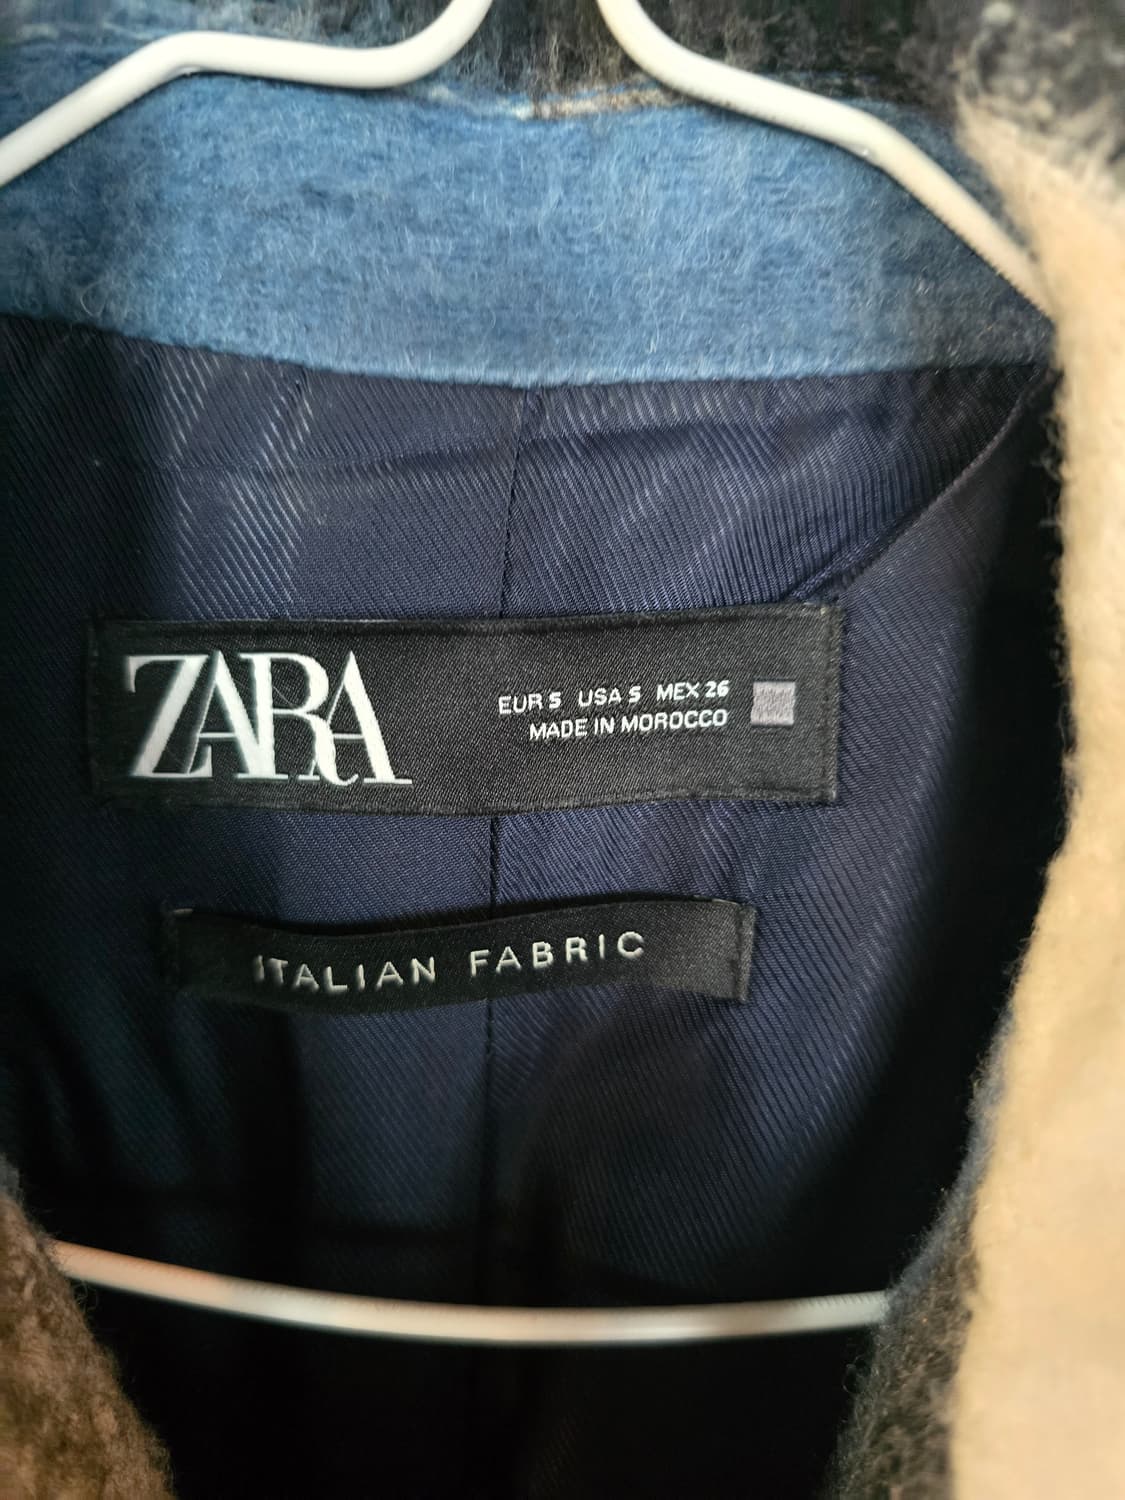 ZARA
EUR S USA S MEX 26
MADE IN MOROCCO
ITALIAN FABRIC